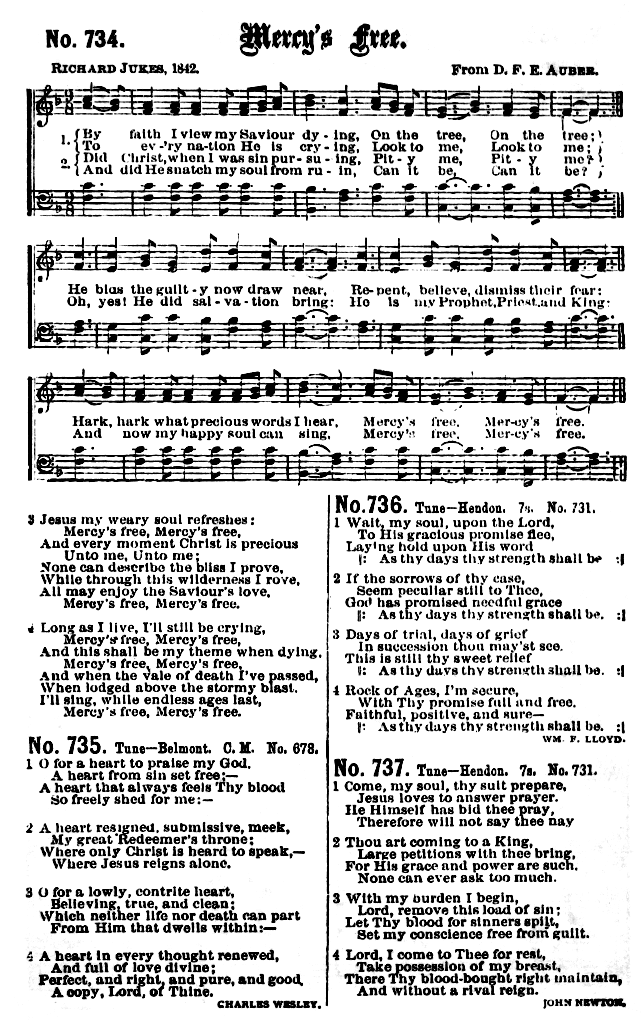 No. 734. Mercy's Free.
RICHARD JUKES, 1842. From D. F. E. AUBER.
1. {By faith I view my Saviour dy - ing, On the tree, On the tree;}
{To ev-'ry na-tion He is cry - ing, Look to me, Look to me;}
2. {Did Christ, when I was sin pur - su - ing, Pit - y me, Pit - y me?}
{And did He snatch my soul from ru - in, Can it be, Can it be?}
He bids the guilt - y now draw near, Re-pent, believe, dismiss their fear:
Oh, yes! He did sal - va - tion bring: He is my Prophet, Priest, and King:
Hark, hark what precious words I hear, Mercy's free, Mer-cy's free.
And now my happy soul can sing, Mercy's free, Mer-cy's free.
3 Jesus my weary soul refreshes:
Mercy's free, Mercy's free,
And every moment Christ is precious
Unto me, Unto me;
None can describe the bliss I prove,
While through this wilderness I rove,
All may enjoy the Saviour's love,
Mercy's free, Mercy's free.
4 Long as I live, I'll still be crying,
Mercy's free, Mercy's free,
And this shall be my theme when dying,
Mercy's free, Mercy's free,
And when the vale of death I've passed,
When lodged above the stormy blast,
I'll sing, while endless ages last,
Mercy's free, Mercy's free.
No. 735. Tune—Belmont. C. M. No. 678.
1 O for a heart to praise my God,
A heart from sin set free;—
A heart that always feels Thy blood
So freely shed for me:—
2 A heart resigned, submissive, meek,
My great Redeemer's throne;
Where only Christ is heard to speak,—
Where Jesus reigns alone.
3 O for a lowly, contrite heart,
Believing, true, and clean;
Which neither life nor death can part
From Him that dwells within:—
4 A heart in every thought renewed,
And full of love divine;
Perfect, and right, and pure, and good,
A copy, Lord, of Thine.
CHARLES WESLEY.
No. 736. Tune—Hendon. 7s. No. 731.
1 Wait, my soul, upon the Lord,
To His gracious promise flee,
Laying hold upon His word
|: As thy days thy strength shall be :|
2 If the sorrows of thy case,
Seem peculiar still to Thee,
God has promised needful grace
|: As thy days thy strength shall be. :|
3 Days of trial, days of grief
In succession thou may'st see.
This is still thy sweet relief
|: As thy days thy strength shall be. :|
4 Rock of Ages, I'm secure,
With Thy promise full and free.
Faithful, positive, and sure—
|: As thy days thy strength shall be. :|
WM. F. LLOYD.
No. 737. Tune—Hendon. 7s. No. 731.
1 Come, my soul, thy suit prepare,
Jesus loves to answer prayer.
He Himself has bid thee pray,
Therefore will not say thee nay
2 Thou art coming to a King,
Large petitions with thee bring,
For His grace and power are such,
None can ever ask too much.
3 With my burden I begin,
Lord, remove this load of sin;
Let Thy blood for sinners spilt,
Set my conscience free from guilt.
4 Lord, I come to Thee for rest,
Take possession of my breast,
There Thy blood-bought right maintain,
And without a rival reign.
JOHN NEWTON.